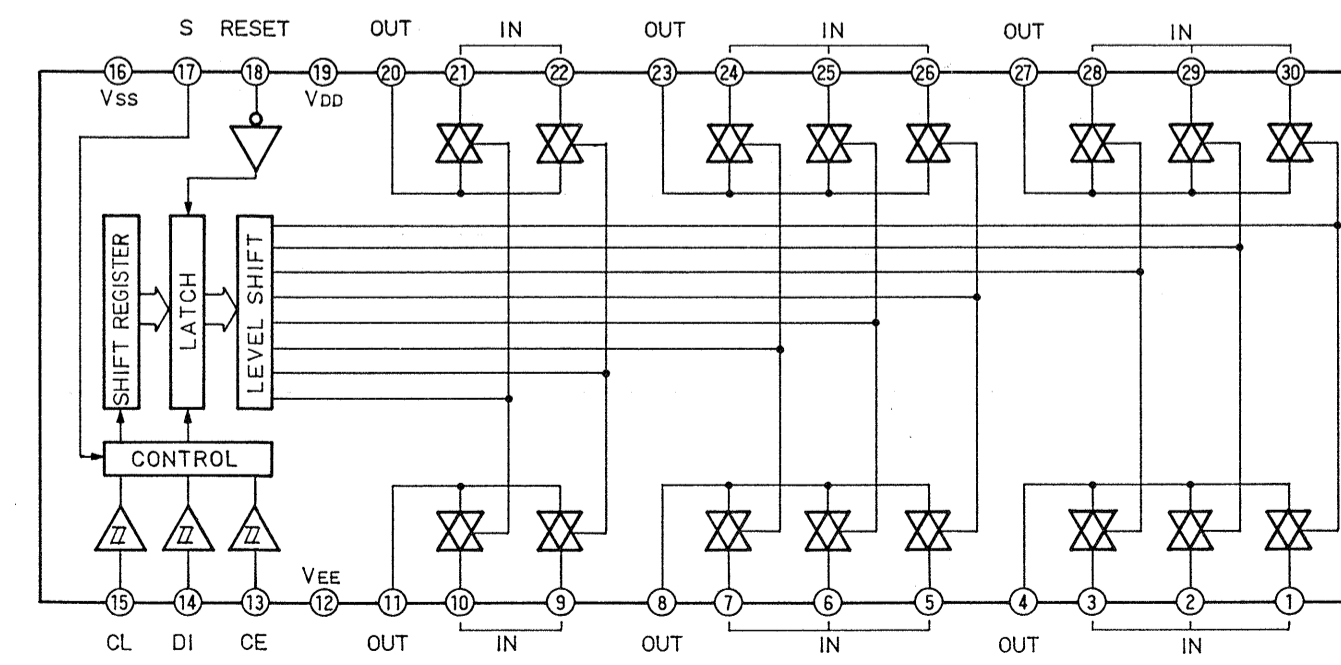 S RESET OUT IN OUT IN OUT IN
16 17 18 19 20 21 22 23 24 25 26 27 28 29 30
VSS VDD
SHIFT REGISTER
LATCH
LEVEL SHIFT
CONTROL
VEE
15 14 13 12 11 10 9 8 7 6 5 4 3 2 1
CL DI CE OUT IN OUT IN OUT IN